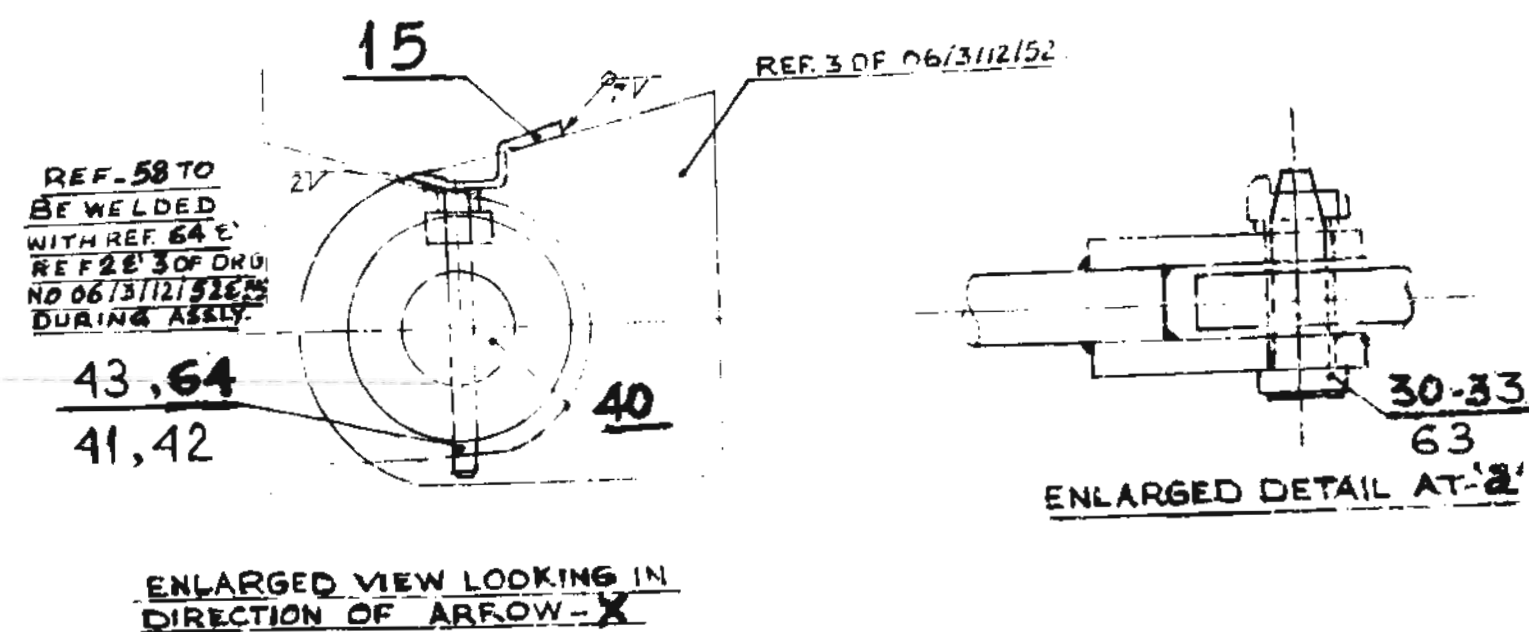 15
REF. 3 OF 06/3/12/52
REF-58 TO
BE WELDED
WITH REF. 64 &
REF 2 & 3 OF DRG
NO 06/3/12/52 &
DURING ASSLY.
2V
43, 64
41, 42
40
30-33
63
ENLARGED DETAIL AT-'a'
ENLARGED VIEW LOOKING IN
DIRECTION OF ARROW-X